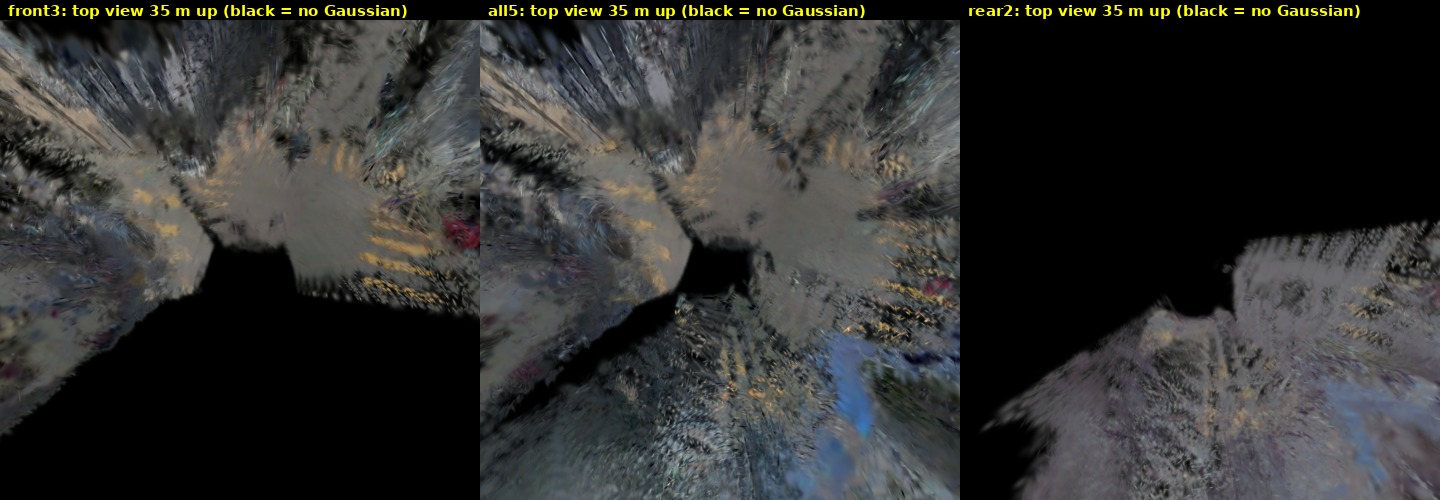 front3: top view 35 m up (black = no Gaussian)
all5: top view 35 m up (black = no Gaussian)
rear2: top view 35 m up (black = no Gaussian)